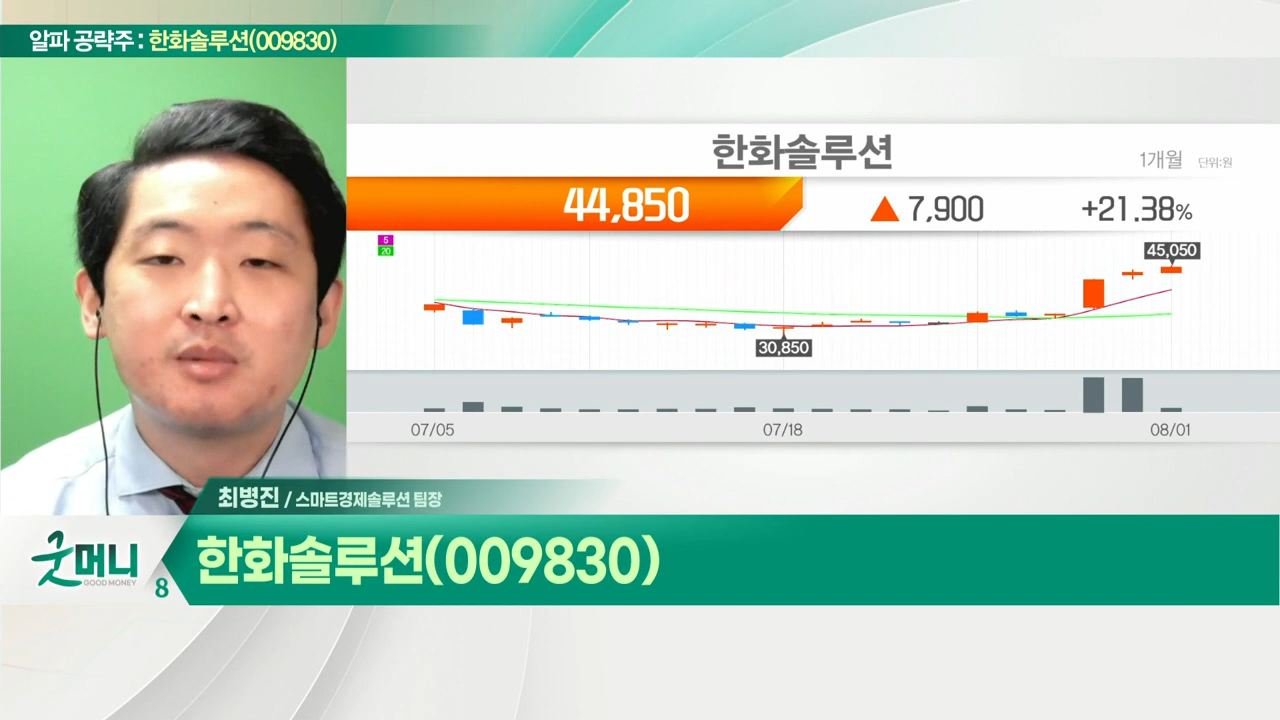 알파 공략주 : 한화솔루션(009830)
한화솔루션
1개월 단위:원
44,850 ▲ 7,900 +21.38%
5
20
45,050
30,850
07/05 07/18 08/01
최병진 / 스마트경제솔루션 팀장
굿머니
GOOD MONEY
8
한화솔루션(009830)